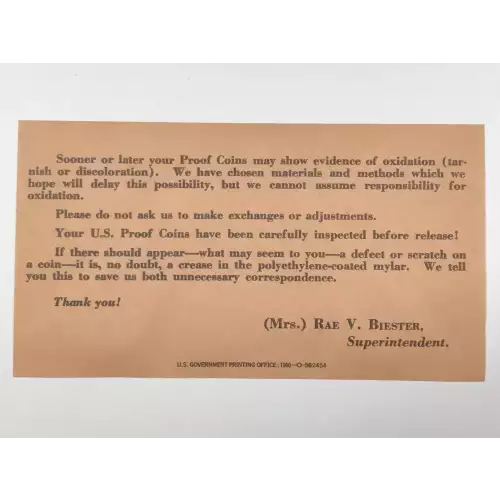 Sooner or later your Proof Coins may show evidence of oxidation (tar-
nish or discoloration). We have chosen materials and methods which we
hope will delay this possibility, but we cannot assume responsibility for
oxidation.
Please do not ask us to make exchanges or adjustments.
Your U.S. Proof Coins have been carefully inspected before release!
If there should appear—what may seem to you—a defect or scratch on
a coin—it is, no doubt, a crease in the polyethylene-coated mylar. We tell
you this to save us both unnecessary correspondence.
Thank you!
(Mrs.) RAE V. BIESTER,
Superintendent.
U.S. GOVERNMENT PRINTING OFFICE: 1960—O-562454